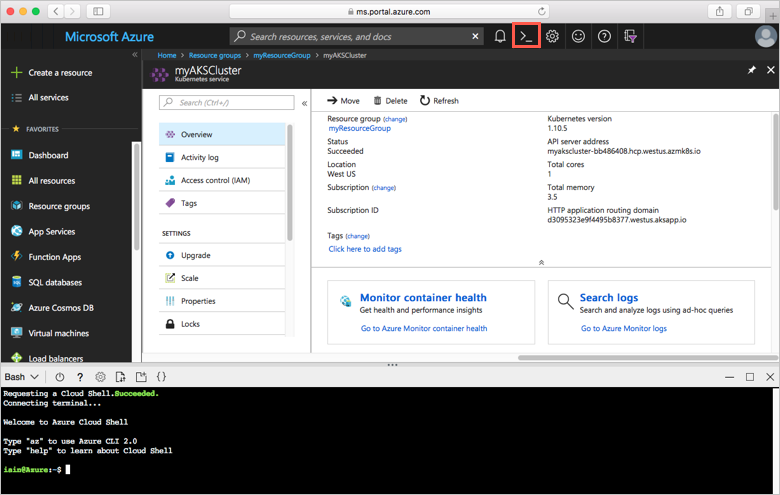 ms.portal.azure.com
Microsoft Azure
Search resources, services, and docs
Home > Resource groups > myResourceGroup > myAKSCluster
myAKSCluster
Kubernetes service
Create a resource
All services
FAVORITES
Dashboard
All resources
Resource groups
App Services
Function Apps
SQL databases
Azure Cosmos DB
Virtual machines
Load balancers
Search (Ctrl+/)
Overview
Activity log
Access control (IAM)
Tags
SETTINGS
Upgrade
Scale
Properties
Locks
Move Delete Refresh
Resource group (change)
myResourceGroup
Status
Succeeded
Location
West US
Subscription (change)
Subscription ID
Kubernetes version
1.10.5
API server address
myakscluster-bb486408.hcp.westus.azmk8s.io
Total cores
1
Total memory
3.5
HTTP application routing domain
d3095323e9f4495b8377.westus.aksapp.io
Tags (change)
Click here to add tags
Monitor container health
Get health and performance insights
Go to Azure Monitor container health
Search logs
Search and analyze logs using ad-hoc queries
Go to Azure Monitor logs
Bash
Requesting a Cloud Shell.Succeeded.
Connecting terminal...
Welcome to Azure Cloud Shell
Type "az" to use Azure CLI 2.0
Type "help" to learn about Cloud Shell
iain@Azure:~$